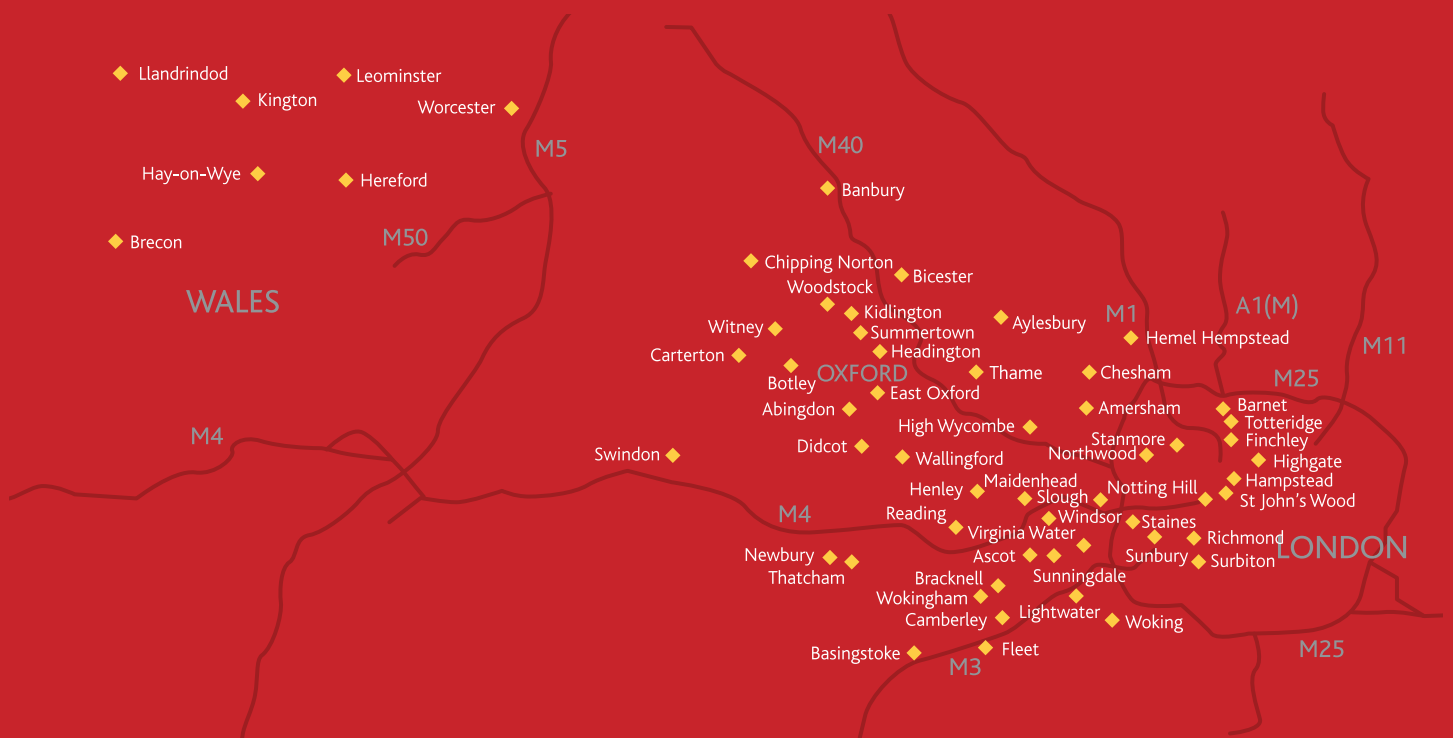 Llandrindod
Leominster
Kington
Worcester
M5
M40
Hay-on-Wye
Hereford
Banbury
M50
Brecon
Chipping Norton
Bicester
WALES
Woodstock
A1(M)
Kidlington
M1
Witney
Summertown
Aylesbury
Hemel Hempstead
Carterton
Headington
M11
Botley
OXFORD
Thame
Chesham
M25
East Oxford
Abingdon
Amersham
Barnet
Totteridge
High Wycombe
M4
Stanmore
Finchley
Didcot
Swindon
Wallingford
Northwood
Highgate
Maidenhead
Hampstead
Henley
Slough
Notting Hill
St John's Wood
Reading
M4
Windsor
Staines
Virginia Water
Richmond
LONDON
Newbury
Ascot
Sunbury
Surbiton
Thatcham
Bracknell
Sunningdale
Wokingham
Camberley
Lightwater
Woking
Basingstoke
Fleet
M25
M3